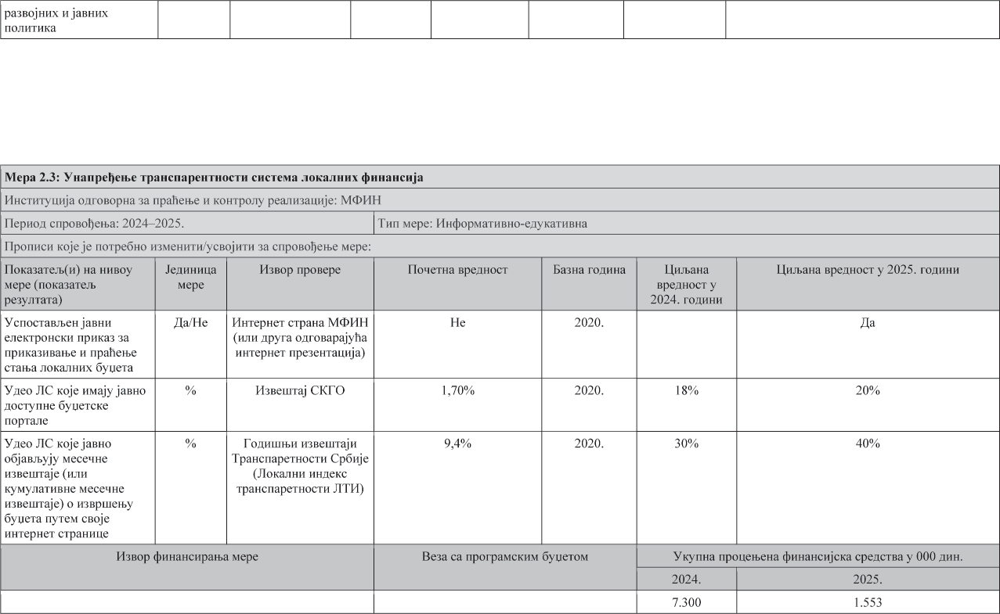 развојних и јавних
политика
Мера 2.3: Унапређење транспарентности система локалних финансија
Институција одговорна за праћење и контролу реализације: МФИН
Период спровођења: 2024–2025.
Тип мере: Информативно-едукативна
Прописи које је потребно изменити/усвојити за спровођење мере:
Показатељ(и) на нивоу
мере (показатељ
резултата)
Јединица
мере
Извор провере
Почетна вредност
Базна година
Циљана
вредност у
2024. години
Циљана вредност у 2025. години
Успостављен јавни
електронски приказ за
приказивање и праћење
стања локалних буџета
Да/Не
Интернет страна МФИН
(или друга одговарајућа
интернет презентација)
Не
2020.
Да
Удео ЛС које имају јавно
доступне буџетске
портале
%
Извештај СКГО
1,70%
2020.
18%
20%
Удео ЛС које јавно
објављују месечне
извештаје (или
кумулативне месечне
извештаје) о извршењу
буџета путем своје
интернет странице
%
Годишњи извештаји
Транспаретности Србије
(Локални индекс
транспаретности ЛТИ)
9,4%
2020.
30%
40%
Извор финансирања мере
Веза са програмским буџетом
Укупна процењена финансијска средства у 000 дин.
2024.
2025.
7.300
1.553